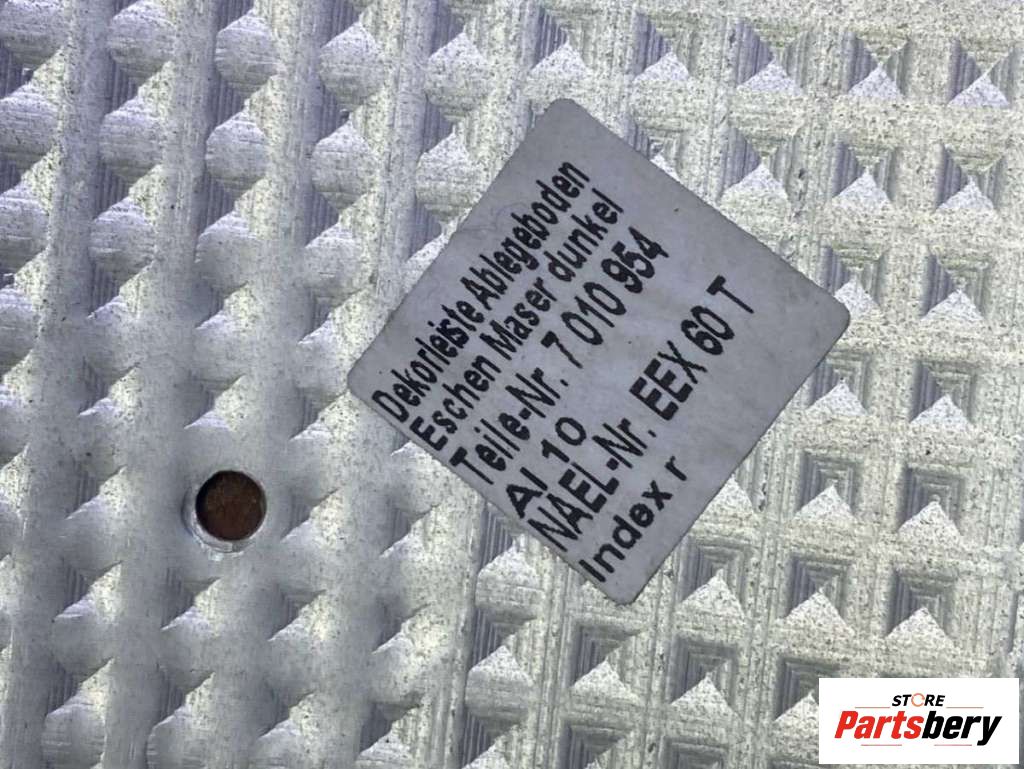 Dekorleiste Ablegeboden
Eschen Maser dunkel
Teile-Nr. 7 010 954
AI 10
NAEL-Nr. EEX 60 T
Index r
STORE
Partsbery